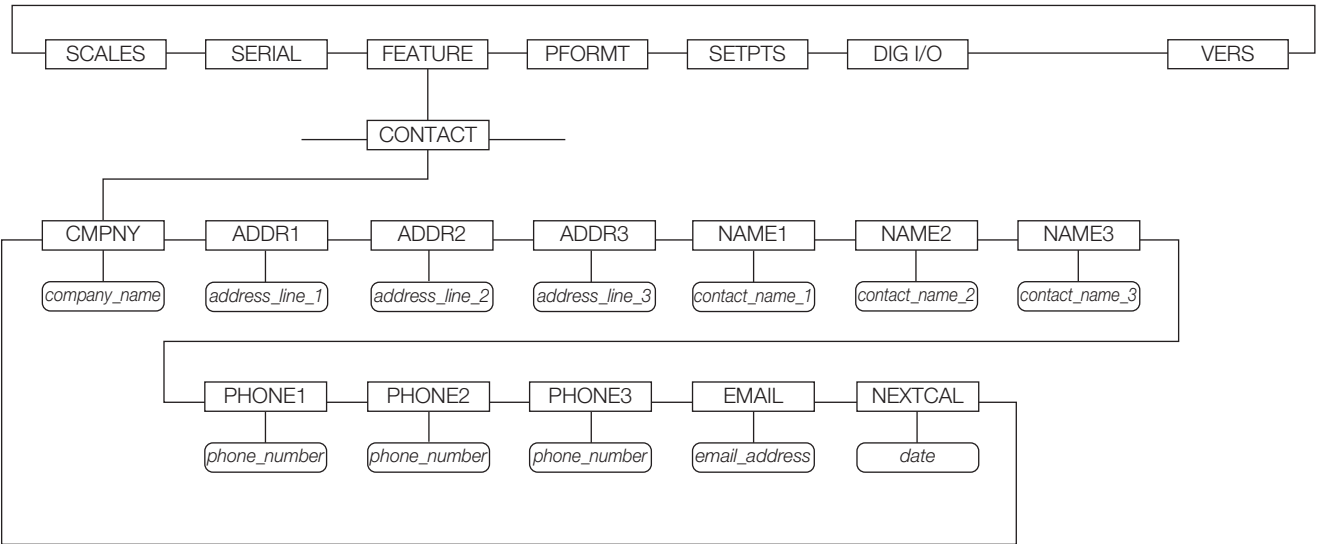 SCALES SERIAL FEATURE PFORMT SETPTS DIG I/O VERS
CONTACT
CMPNY ADDR1 ADDR2 ADDR3 NAME1 NAME2 NAME3
company_name address_line_1 address_line_2 address_line_3 contact_name_1 contact_name_2 contact_name_3
PHONE1 PHONE2 PHONE3 EMAIL NEXTCAL
phone_number phone_number phone_number email_address date